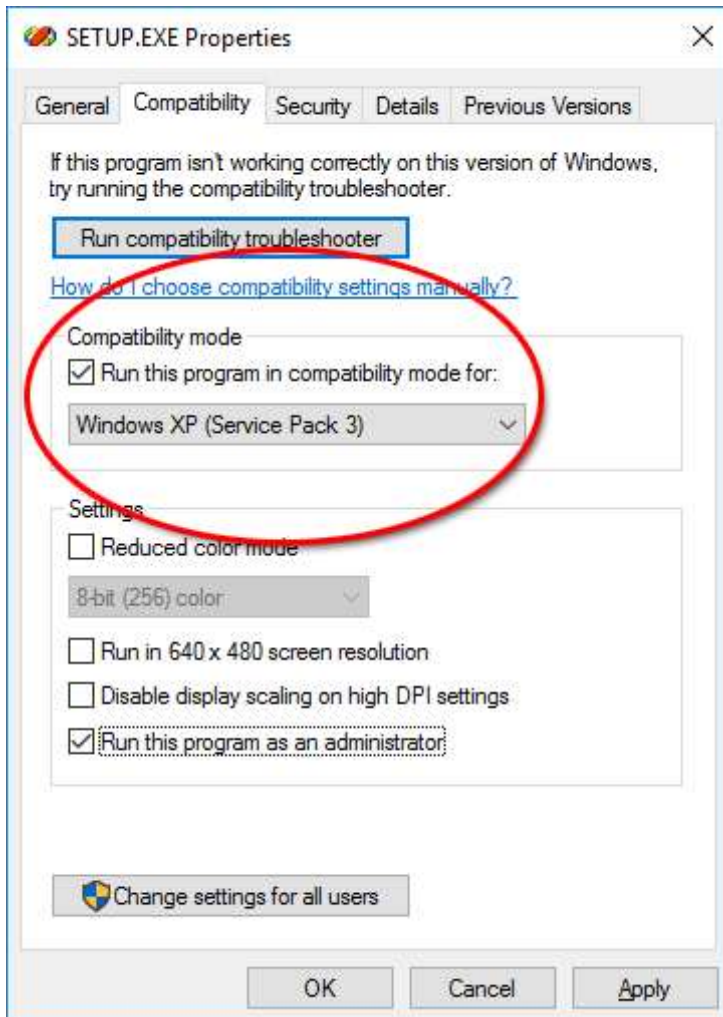 SETUP.EXE Properties
General Compatibility Security Details Previous Versions
If this program isn't working correctly on this version of Windows,
try running the compatibility troubleshooter.
Run compatibility troubleshooter
How do I choose compatibility settings manually?
Compatibility mode
Run this program in compatibility mode for:
Windows XP (Service Pack 3)
Settings
Reduced color mode
8-bit (256) color
Run in 640 x 480 screen resolution
Disable display scaling on high DPI settings
Run this program as an administrator
Change settings for all users
OK Cancel Apply